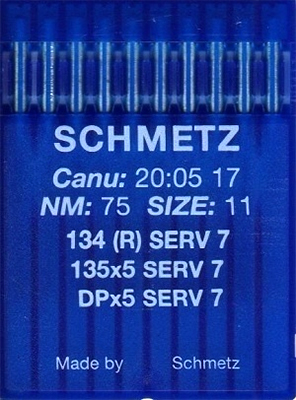 SCHMETZ
Canu: 20:05 17
NM: 75 SIZE: 11
134 (R) SERV 7
135x5 SERV 7
DPx5 SERV 7
Made by Schmetz